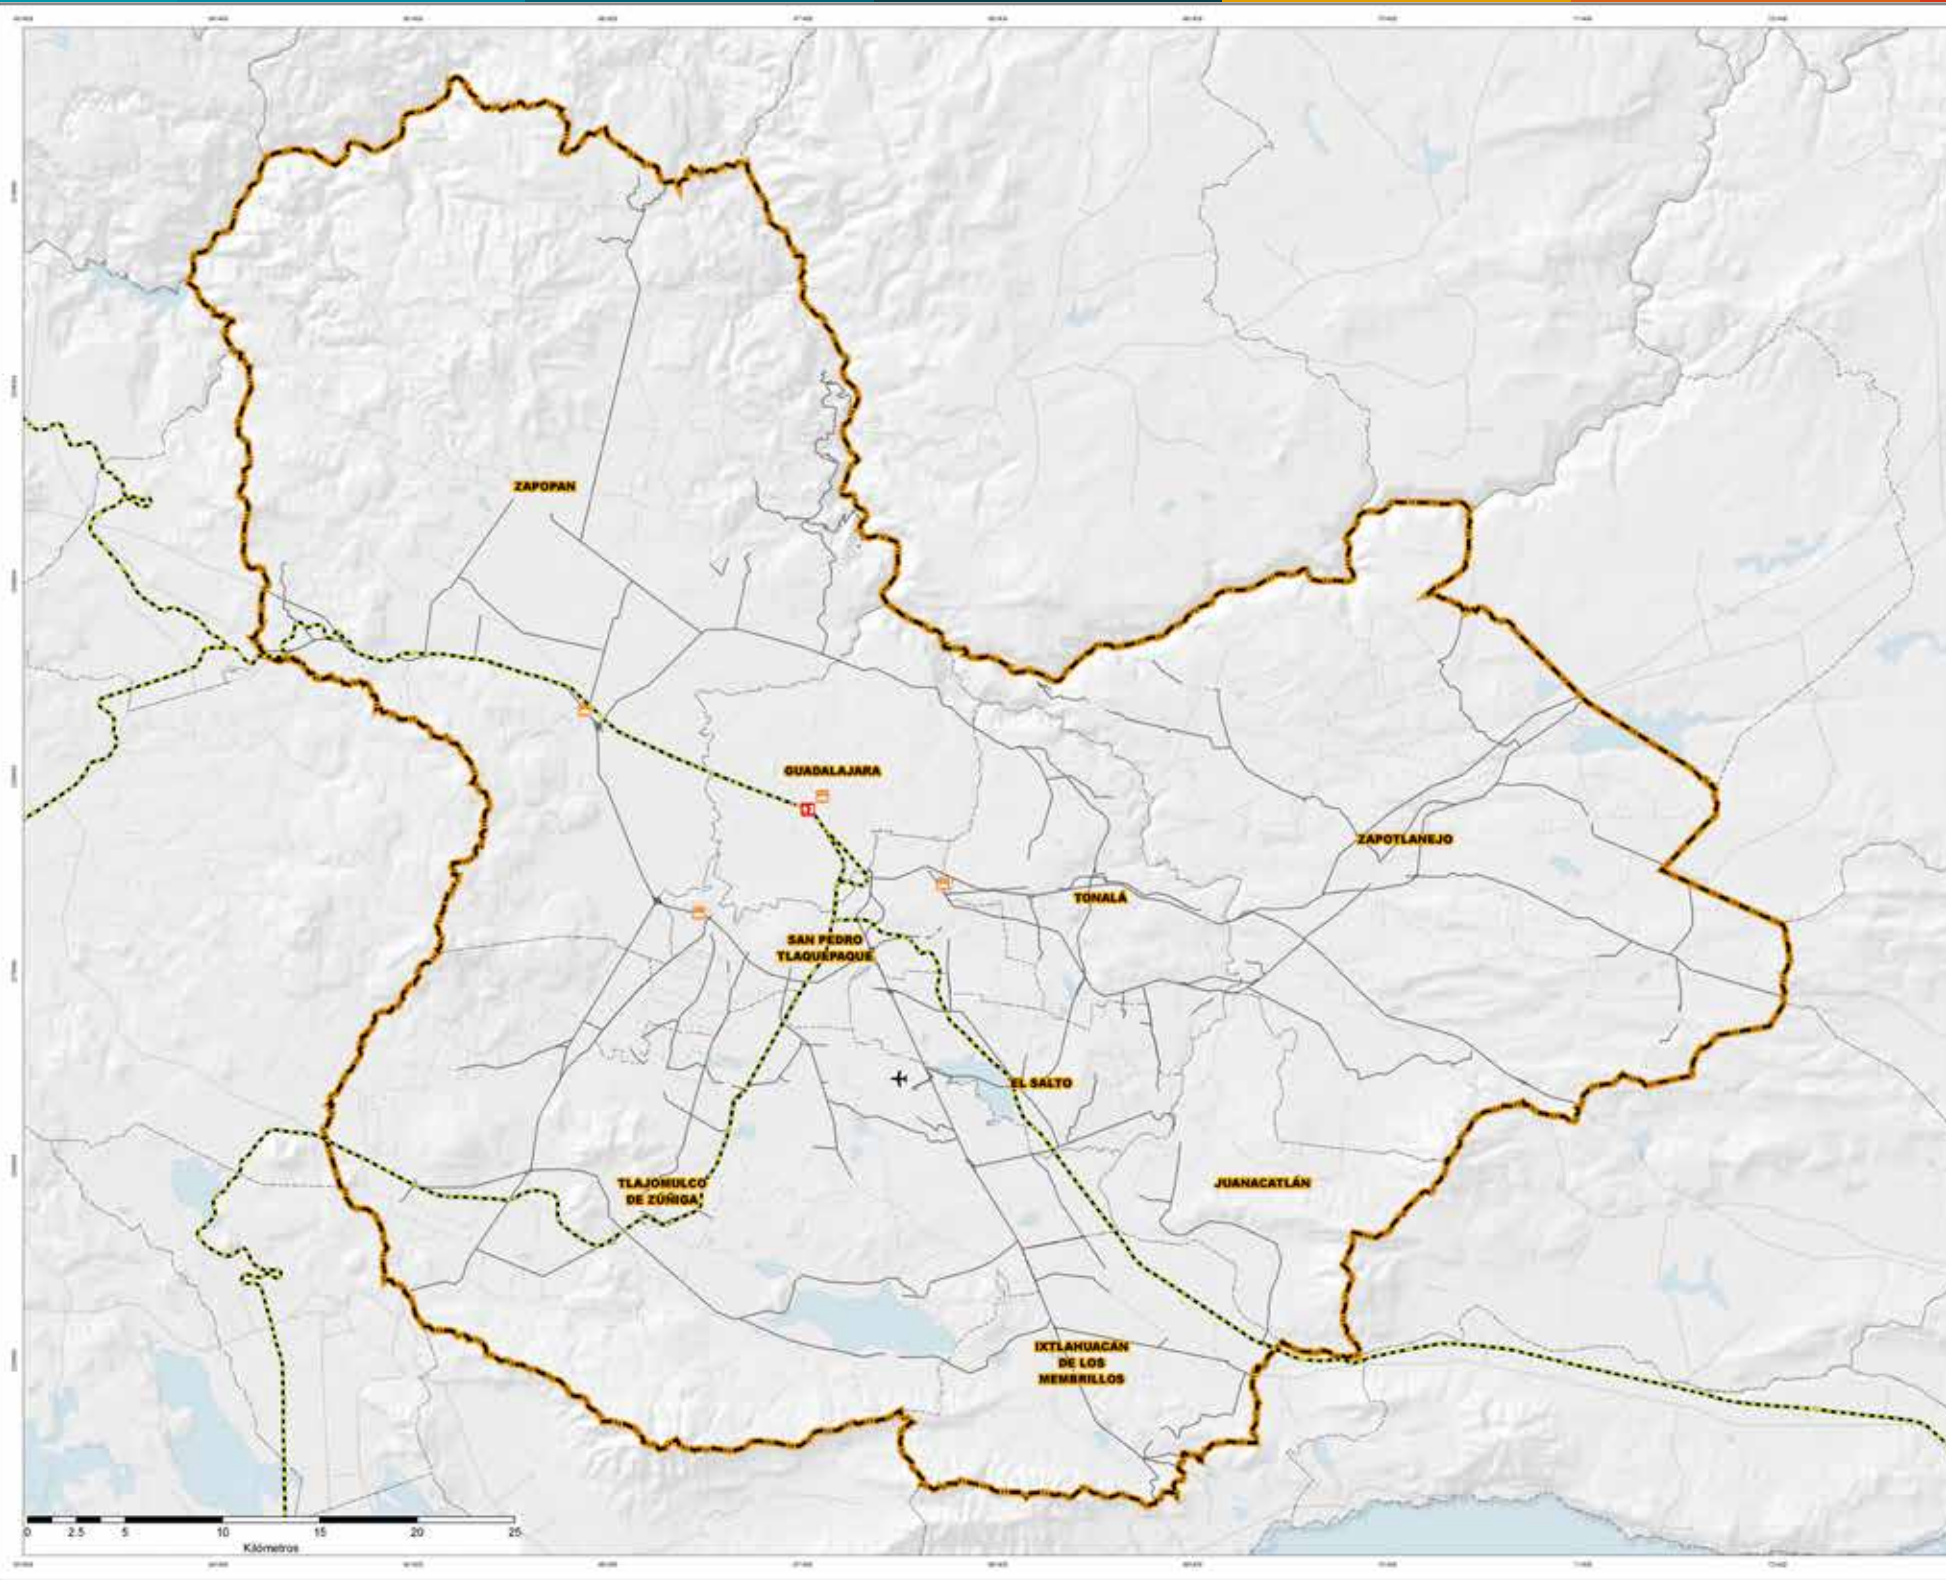 ZAPOPAN
GUADALAJARA
ZAPOTLANEJO
TONALÁ
SAN PEDRO
TLAQUEPAQUE
EL SALTO
TLAJOMULCO
DE ZÚÑIGA
JUANACATLÁN
IXTLAHUACÁN
DE LOS
MEMBRILLOS
0 2.5 5 10 15 20 25
Kilómetros